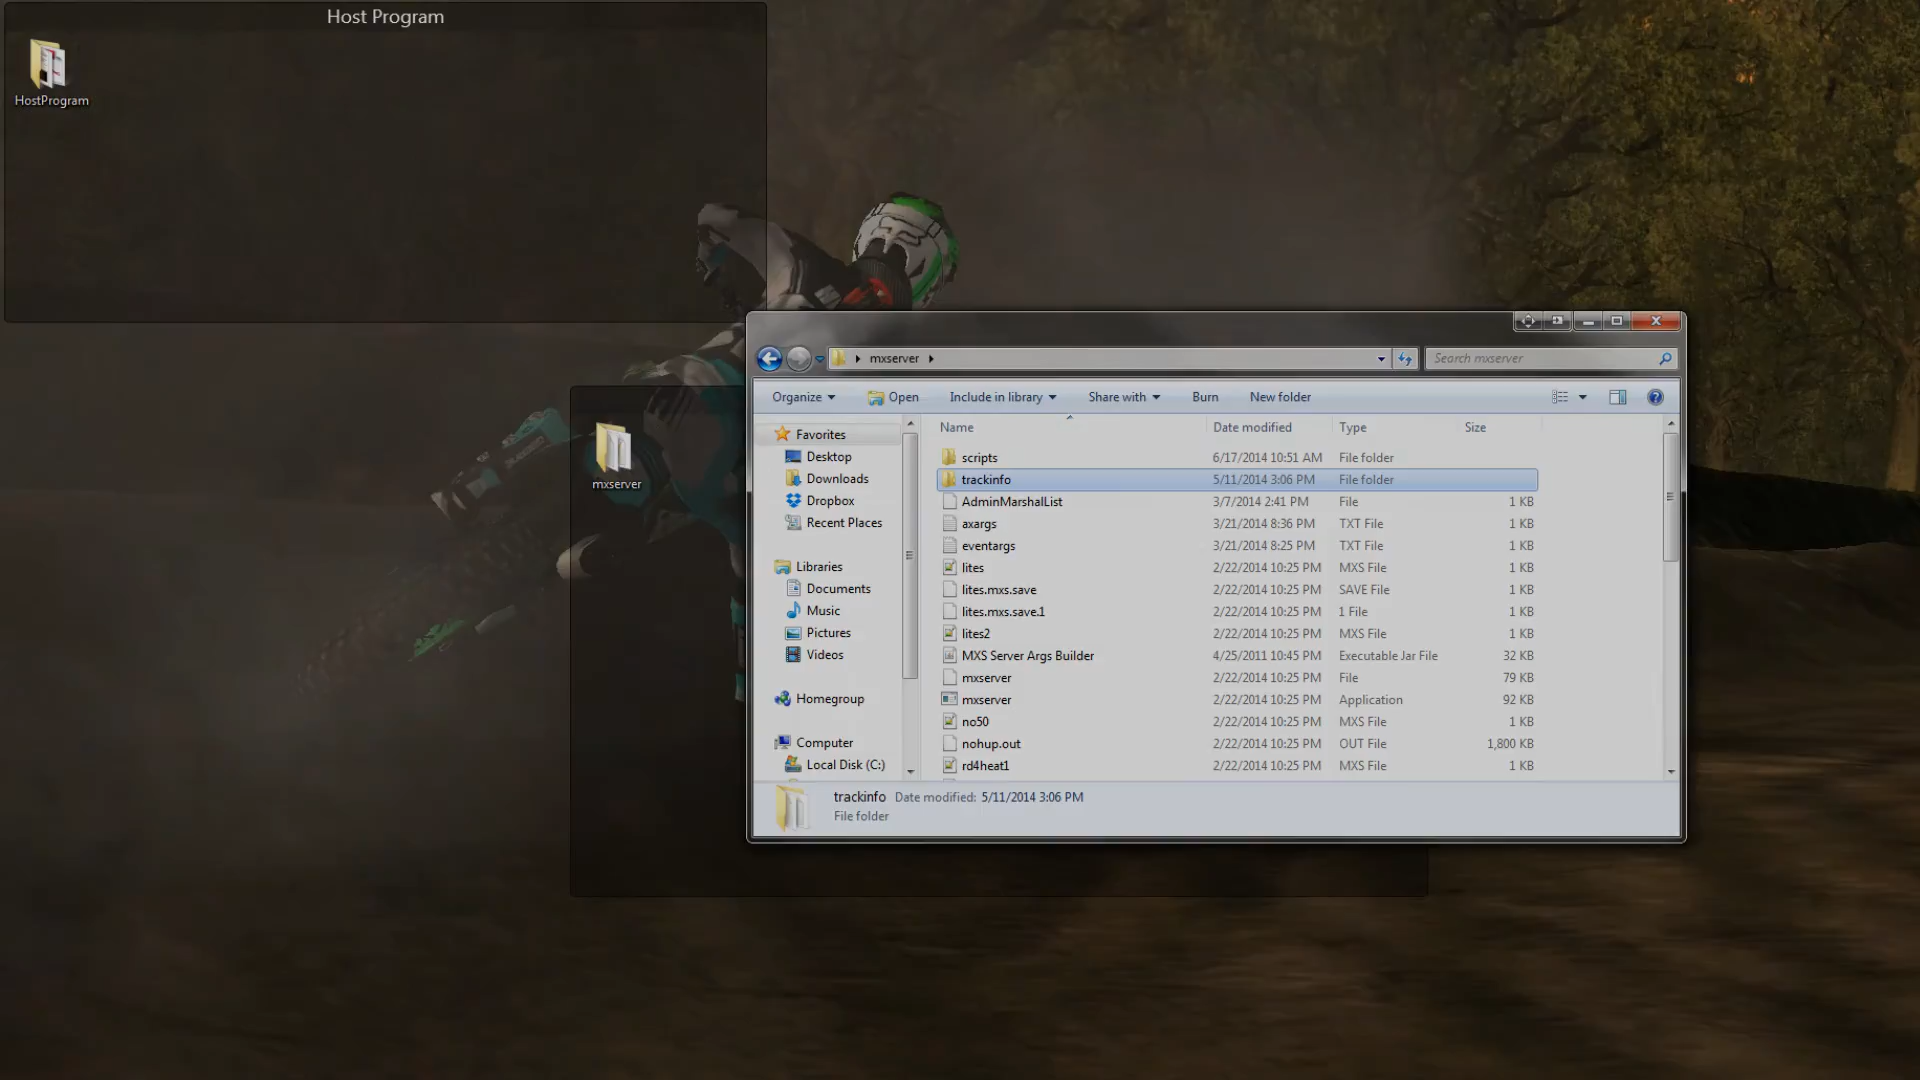 Host Program
HostProgram
mxserver
mxserver
Search mxserver
Organize Open Include in library Share with Burn New folder
Name Date modified Type Size
Favorites
Desktop
Downloads
Dropbox
Recent Places
Libraries
Documents
Music
Pictures
Videos
Homegroup
Computer
Local Disk (C:)
scripts 6/17/2014 10:51 AM File folder
trackinfo 5/11/2014 3:06 PM File folder
AdminMarshalList 3/7/2014 2:41 PM File 1 KB
axargs 3/21/2014 8:36 PM TXT File 1 KB
eventargs 3/21/2014 8:25 PM TXT File 1 KB
lites 2/22/2014 10:25 PM MXS File 1 KB
lites.mxs.save 2/22/2014 10:25 PM SAVE File 1 KB
lites.mxs.save.1 2/22/2014 10:25 PM 1 File 1 KB
lites2 2/22/2014 10:25 PM MXS File 1 KB
MXS Server Args Builder 4/25/2011 10:45 PM Executable Jar File 32 KB
mxserver 2/22/2014 10:25 PM File 79 KB
mxserver 2/22/2014 10:25 PM Application 92 KB
no50 2/22/2014 10:25 PM MXS File 1 KB
nohup.out 2/22/2014 10:25 PM OUT File 1,800 KB
rd4heat1 2/22/2014 10:25 PM MXS File 1 KB
trackinfo Date modified: 5/11/2014 3:06 PM
File folder